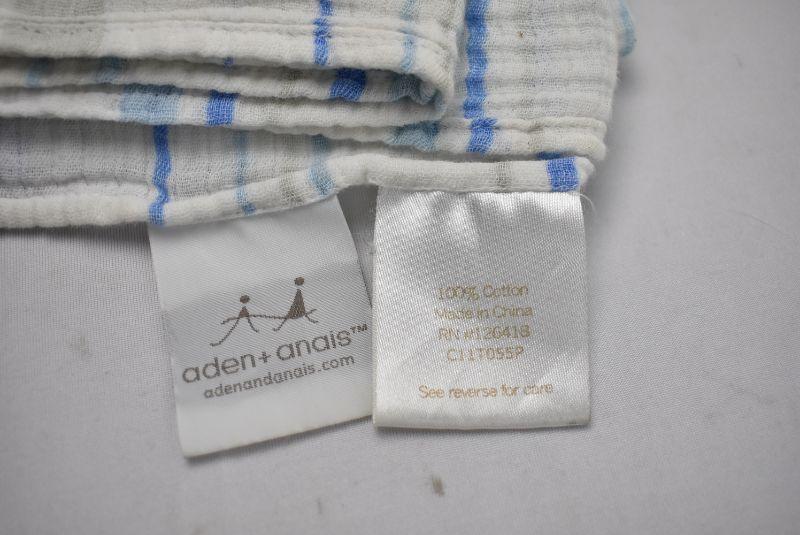 aden + anais™
adenandanais.com
100% Cotton
Made in China
RN #126418
C11T055P
See reverse for care